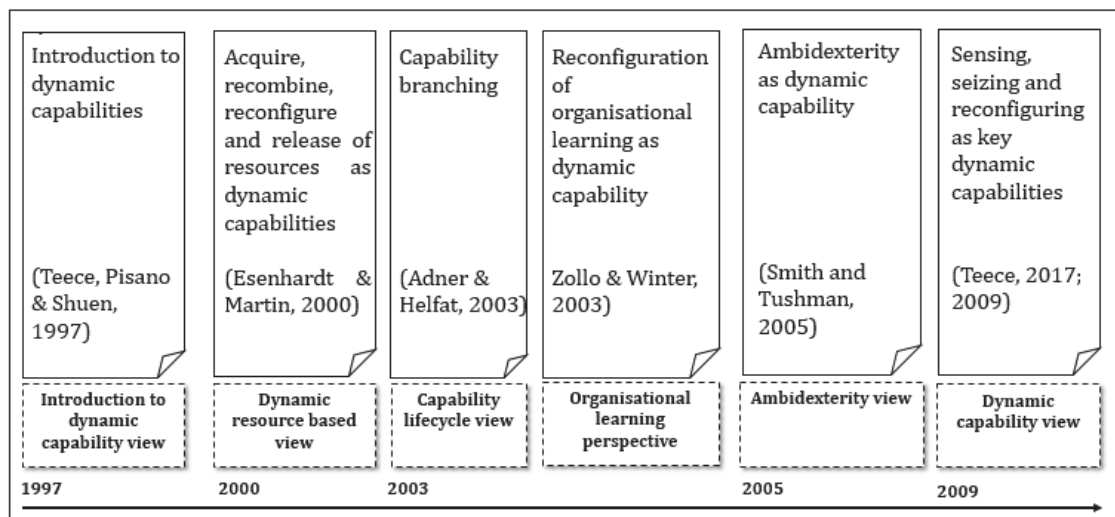 Introduction to
dynamic
capabilities
(Teece, Pisano
& Shuen,
1997)
Acquire,
recombine,
reconfigure
and release of
resources as
dynamic
capabilities
(Esenhardt &
Martin, 2000)
Capability
branching
(Adner &
Helfat, 2003)
Reconfiguration
of
organisational
learning as
dynamic
capability
Zollo & Winter,
2003)
Ambidexterity
as dynamic
capability
(Smith and
Tushman,
2005)
Sensing,
seizing and
reconfiguring
as key
dynamic
capabilities
(Teece, 2017;
2009)
Introduction to
dynamic
capability view
Dynamic
resource based
view
Capability
lifecycle view
Organisational
learning
perspective
Ambidexterity view
Dynamic
capability view
1997
2000
2003
2005
2009